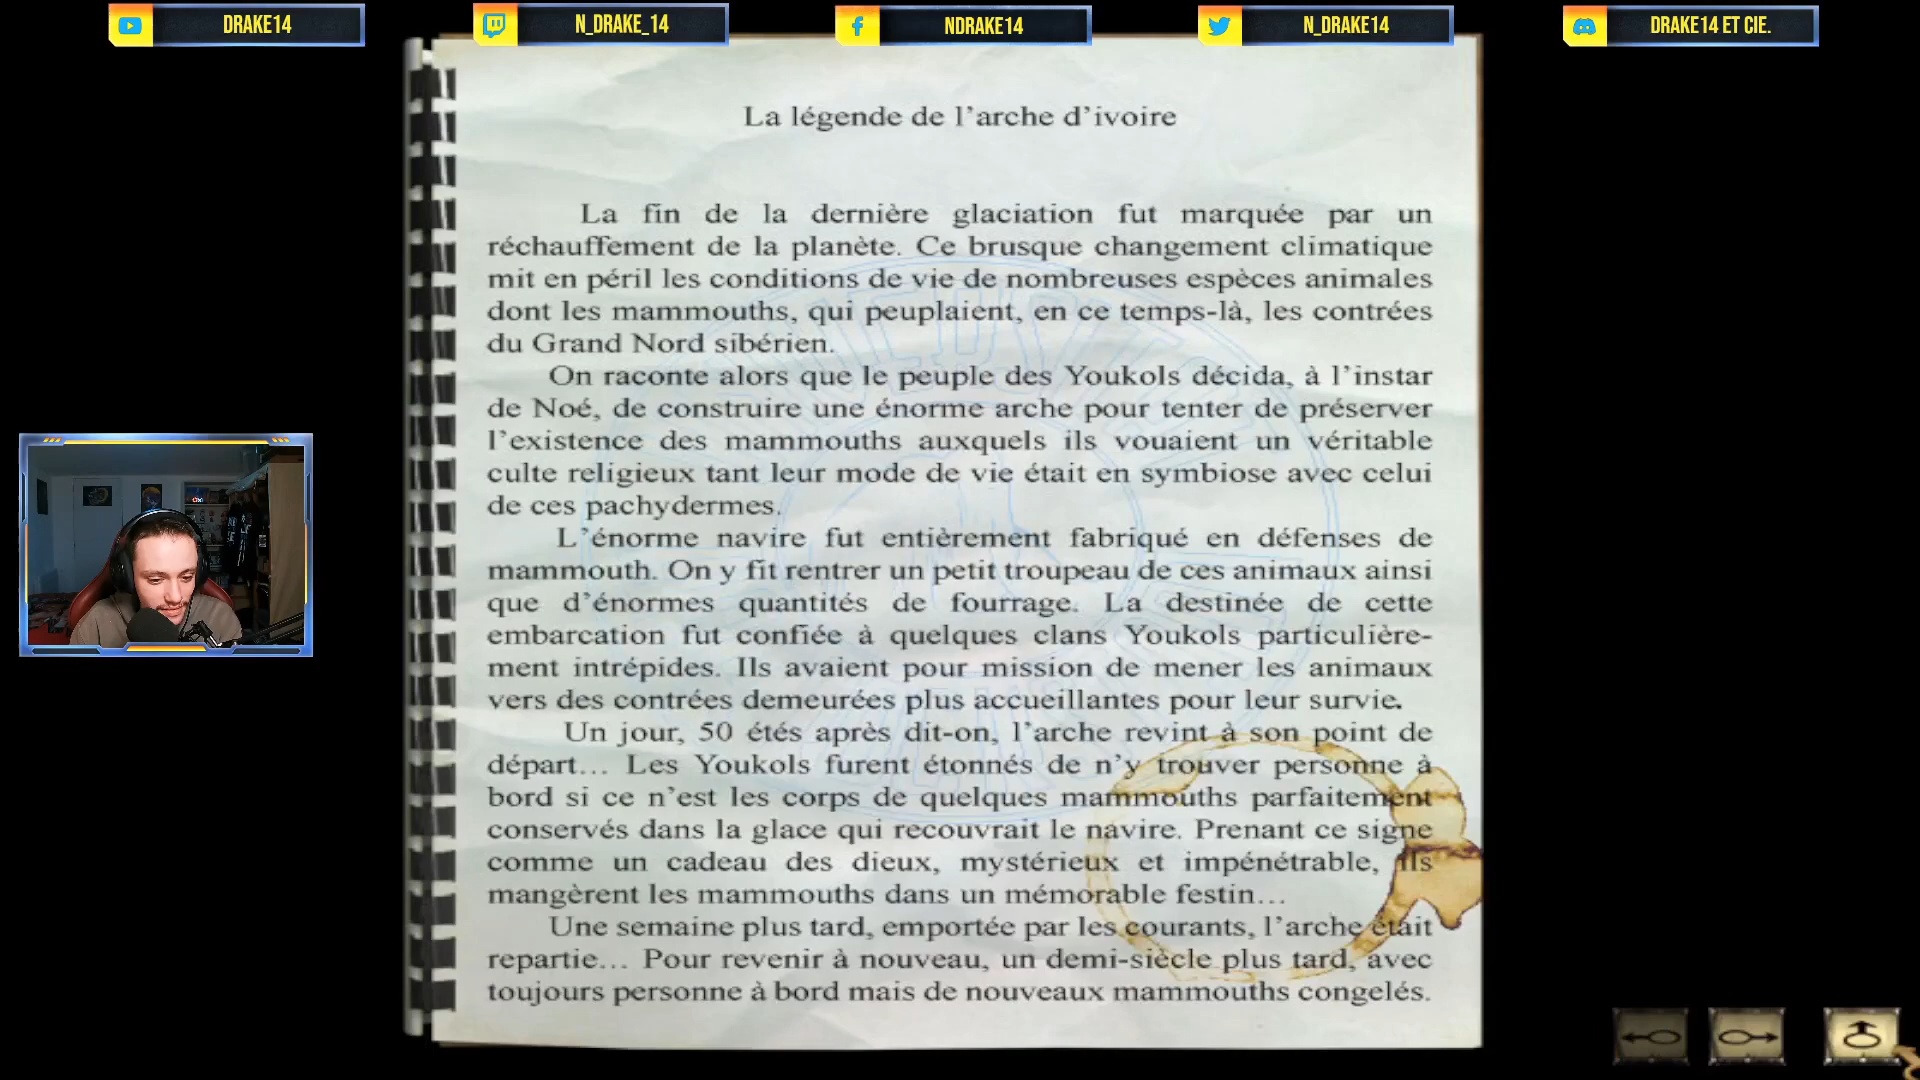 DRAKE14
N_DRAKE_14
NDRAKE14
N_DRAKE14
DRAKE14 ET CIE.
La légende de l'arche d'ivoire
La fin de la dernière glaciation fut marquée par un
réchauffement de la planète. Ce brusque changement climatique
mit en péril les conditions de vie de nombreuses espèces animales
dont les mammouths, qui peuplaient, en ce temps-là, les contrées
du Grand Nord sibérien.
On raconte alors que le peuple des Youkols décida, à l'instar
de Noé, de construire une énorme arche pour tenter de préserver
l'existence des mammouths auxquels ils vouaient un véritable
culte religieux tant leur mode de vie était en symbiose avec celui
de ces pachydermes.
L'énorme navire fut entièrement fabriqué en défenses de
mammouth. On y fit rentrer un petit troupeau de ces animaux ainsi
que d'énormes quantités de fourrage. La destinée de cette
embarcation fut confiée à quelques clans Youkols particulière-
ment intrépides. Ils avaient pour mission de mener les animaux
vers des contrées demeurées plus accueillantes pour leur survie.
Un jour, 50 étés après dit-on, l'arche revint à son point de
départ... Les Youkols furent étonnés de n'y trouver personne à
bord si ce n'est les corps de quelques mammouths parfaitement
conservés dans la glace qui recouvrait le navire. Prenant ce signe
comme un cadeau des dieux, mystérieux et impénétrable, ils
mangèrent les mammouths dans un mémorable festin...
Une semaine plus tard, emportée par les courants, l'arche était
repartie... Pour revenir à nouveau, un demi-siècle plus tard, avec
toujours personne à bord mais de nouveaux mammouths congelés.